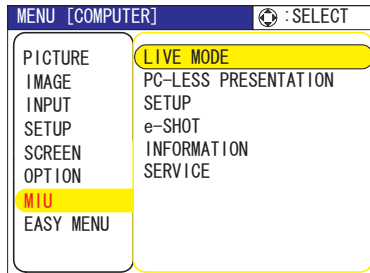 MENU [COMPUTER] :SELECT
PICTURE
IMAGE
INPUT
SETUP
SCREEN
OPTION
MIU
EASY MENU
LIVE MODE
PC-LESS PRESENTATION
SETUP
e-SHOT
INFORMATION
SERVICE